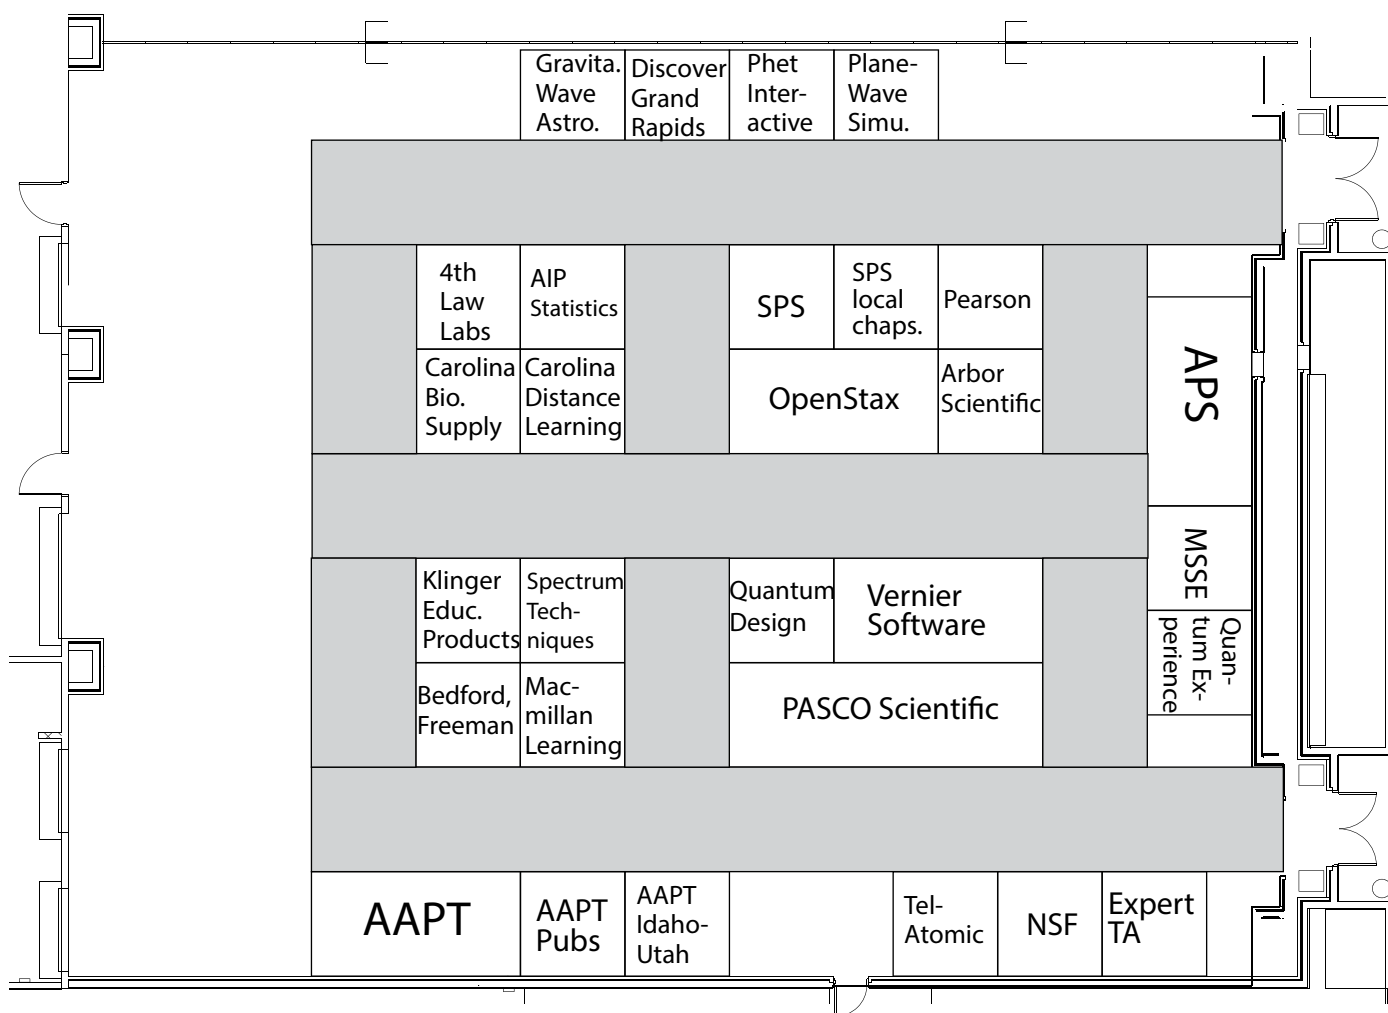 Gravita.
Wave
Astro.
Discover
Grand
Rapids
Phet
Inter-
active
Plane-
Wave
Simu.
4th
Law
Labs
AIP
Statistics
SPS
SPS
local
chaps.
Pearson
Carolina
Bio.
Supply
Carolina
Distance
Learning
OpenStax
Arbor
Scientific
APS
MSSE
Quan-
tum Ex-
perience
Klinger
Educ.
Products
Spectrum
Tech-
niques
Quantum
Design
Vernier
Software
Bedford,
Freeman
Mac-
millan
Learning
PASCO Scientific
AAPT
AAPT
Pubs
AAPT
Idaho-
Utah
Tel-
Atomic
NSF
Expert
TA